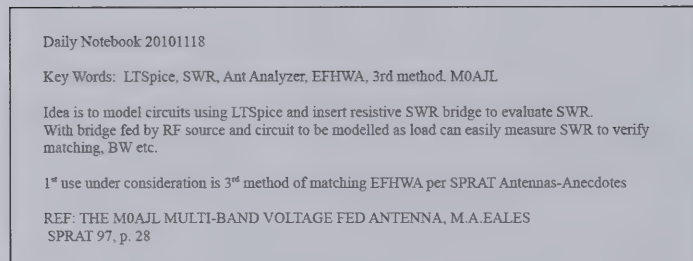 Daily Notebook 20101118
Key Words: LTSpice, SWR, Ant Analyzer, EFHWA, 3rd method. M0AJL
Idea is to model circuits using LTSpice and insert resistive SWR bridge to evaluate SWR.
With bridge fed by RF source and circuit to be modelled as load can easily measure SWR to verify
matching, BW etc.
1st use under consideration is 3rd method of matching EFHWA per SPRAT Antennas-Anecdotes
REF: THE M0AJL MULTI-BAND VOLTAGE FED ANTENNA, M.A.EALES
SPRAT 97, p. 28